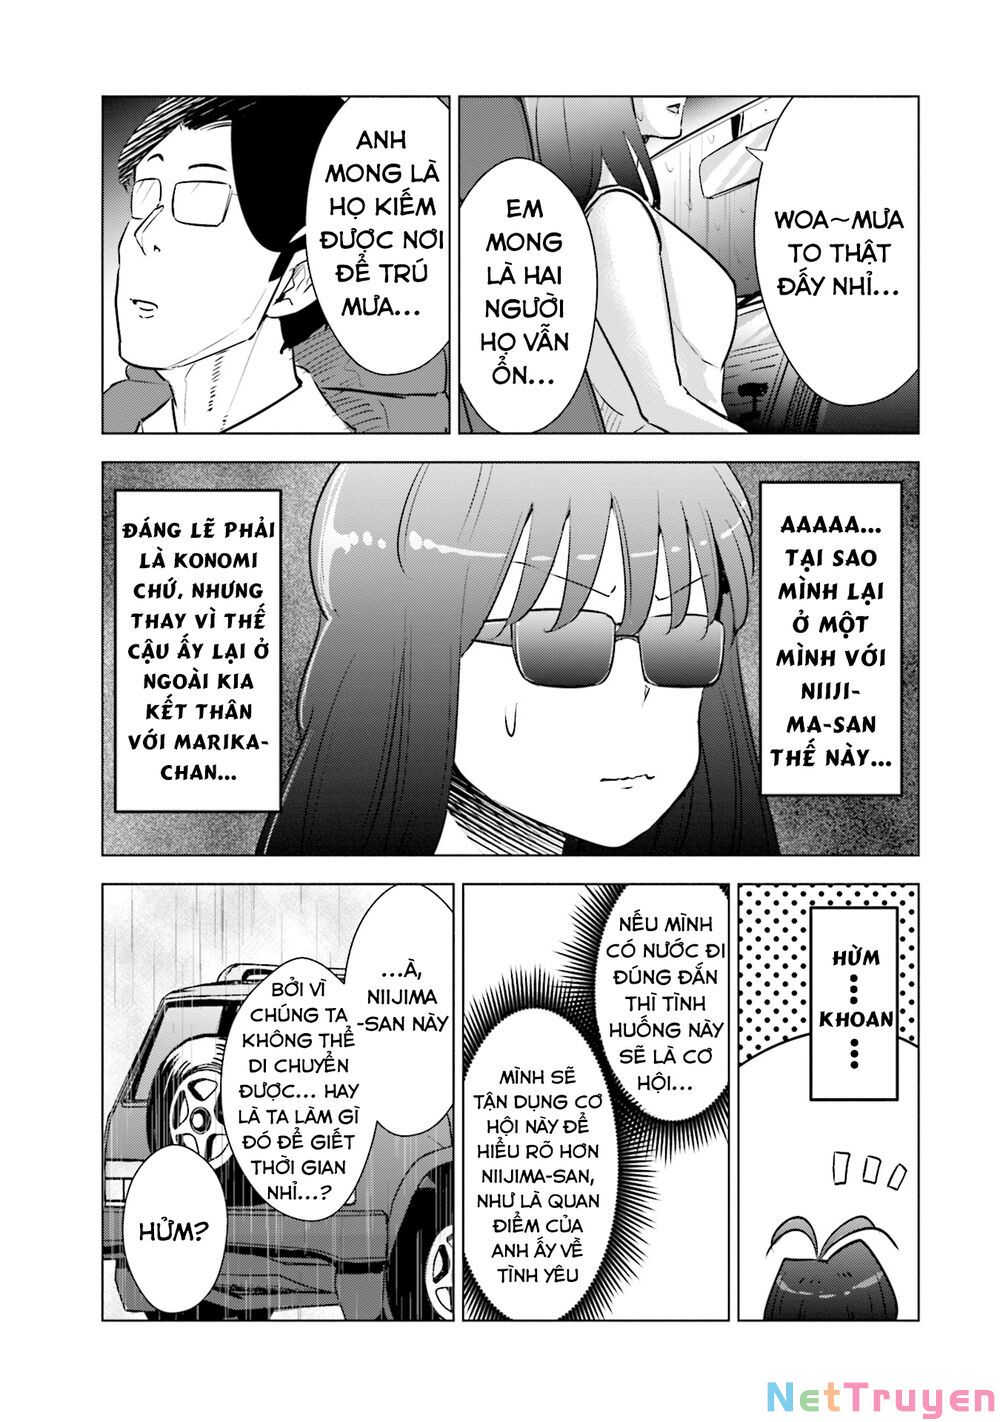 WOA~MƯA
TO THẬT
ĐẤY NHỈ...
EM
MONG
LÀ HAI
NGƯỜI
HỌ VẪN
ỔN...
ANH
MONG LÀ
HỌ KIẾM
ĐƯỢC NƠI
ĐỂ TRÚ
MƯA...
AAAAA...
TẠI SAO
MÌNH LẠI
Ở MỘT
MÌNH VỚI
NIIJI-
MA-SAN
THẾ NÀY...
ĐÁNG LẼ PHẢI
LÀ KONOMI
CHỨ, NHƯNG
THAY VÌ THẾ
CẬU ẤY LẠI Ở
NGOÀI KIA
KẾT THÂN
VỚI MARIKA-
CHAN...
HỪM
...
KHOAN
...
NẾU MÌNH
CÓ NƯỚC ĐI
ĐÚNG ĐẮN
THÌ TÌNH
HUỐNG NÀY
SẼ LÀ CƠ
HỘI...
MÌNH SẼ
TẬN DỤNG CƠ
HỘI NÀY ĐỂ
HIỂU RÕ HƠN
NIIJIMA-SAN,
NHƯ LÀ QUAN
ĐIỂM CỦA
ANH ẤY VỀ
TÌNH YÊU
...À,
NIIJIMA
-SAN NÀY
BỞI VÌ
CHÚNG TA
KHÔNG THỂ
DI CHUYỂN
ĐƯỢC... HAY
LÀ TA LÀM GÌ
ĐÓ ĐỂ GIẾT
THỜI GIAN
NHỈ...?
HỬM?
NetTruyen